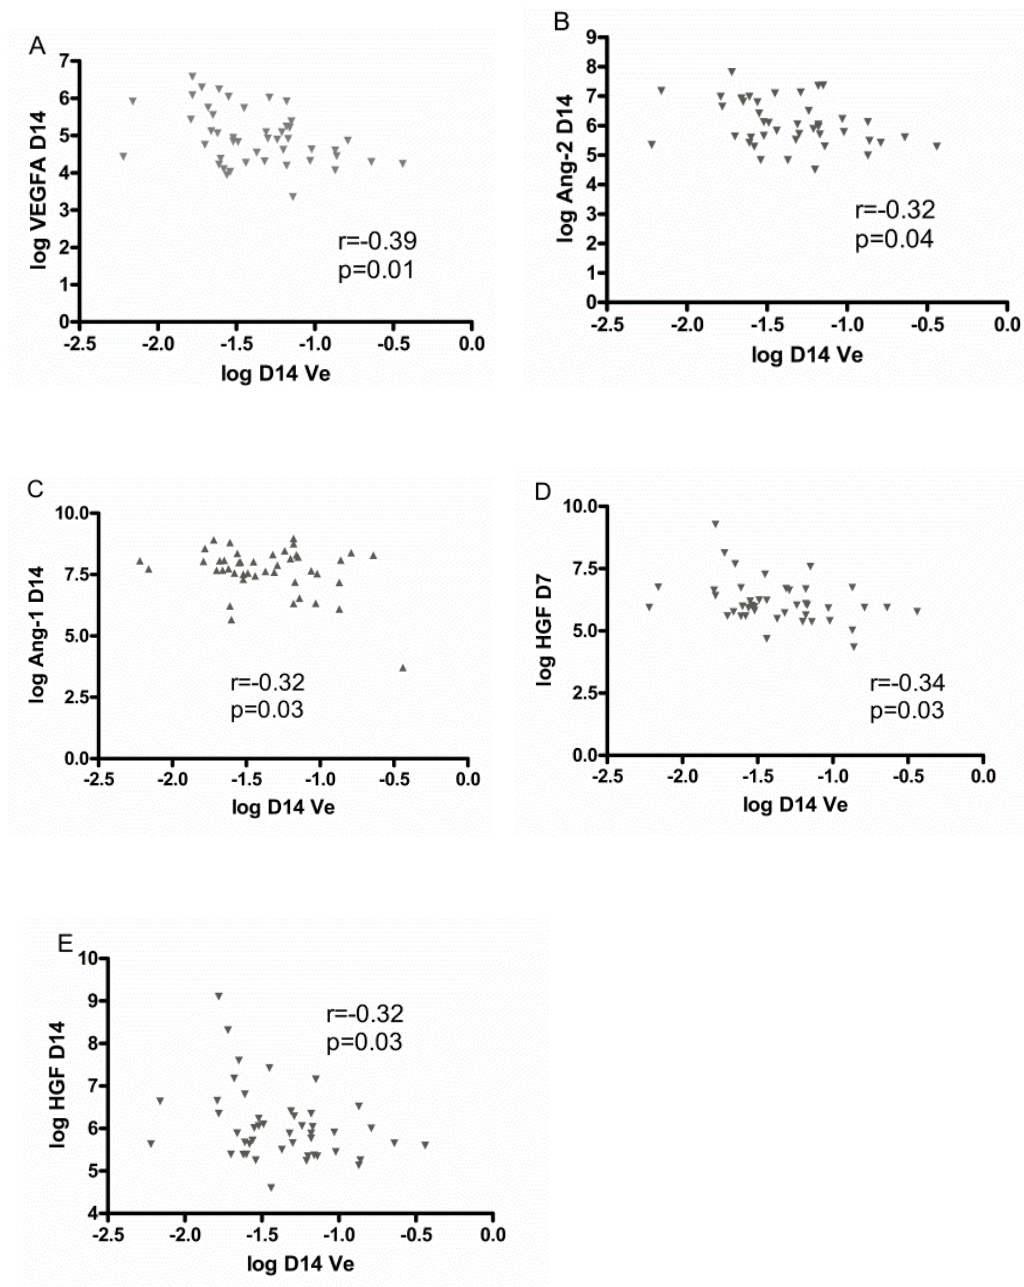 A
7
6
5
4
3
2
1
0
log VEGFA D14
r=-0.39
p=0.01
-2.5 -2.0 -1.5 -1.0 -0.5 0.0
log D14 Ve
B
9
8
7
6
5
4
3
2
1
0
log Ang-2 D14
r=-0.32
p=0.04
-2.5 -2.0 -1.5 -1.0 -0.5 0.0
log D14 Ve
C
10.0
7.5
5.0
2.5
0.0
log Ang-1 D14
r=-0.32
p=0.03
-2.5 -2.0 -1.5 -1.0 -0.5 0.0
log D14 Ve
D
10.0
7.5
5.0
2.5
0.0
log HGF D7
r=-0.34
p=0.03
-2.5 -2.0 -1.5 -1.0 -0.5 0.0
log D14 Ve
E
10
9
8
7
6
5
4
log HGF D14
r=-0.32
p=0.03
-2.5 -2.0 -1.5 -1.0 -0.5 0.0
log D14 Ve